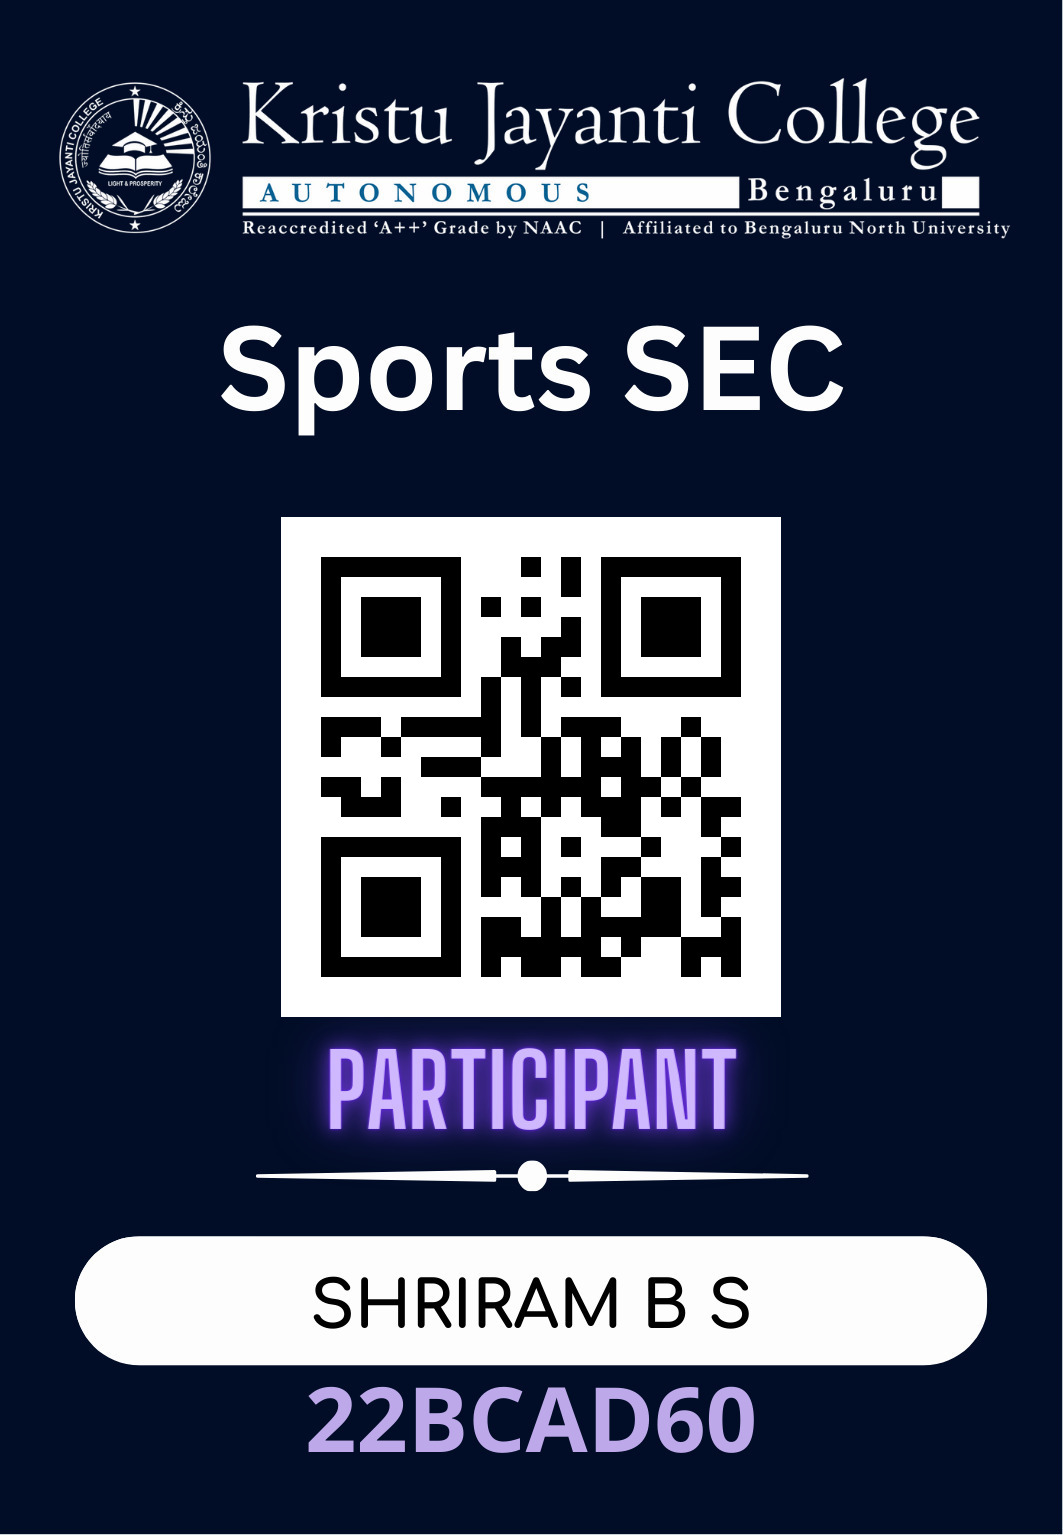 Kristu Jayanti College
AUTONOMOUS Bengaluru
Reaccredited ‘A++’ Grade by NAAC | Affiliated to Bengaluru North University
KRISTU JAYANTI COLLEGE
LIGHT & PROSPERITY
Sports SEC
PARTICIPANT
SHRIRAM B S
22BCAD60